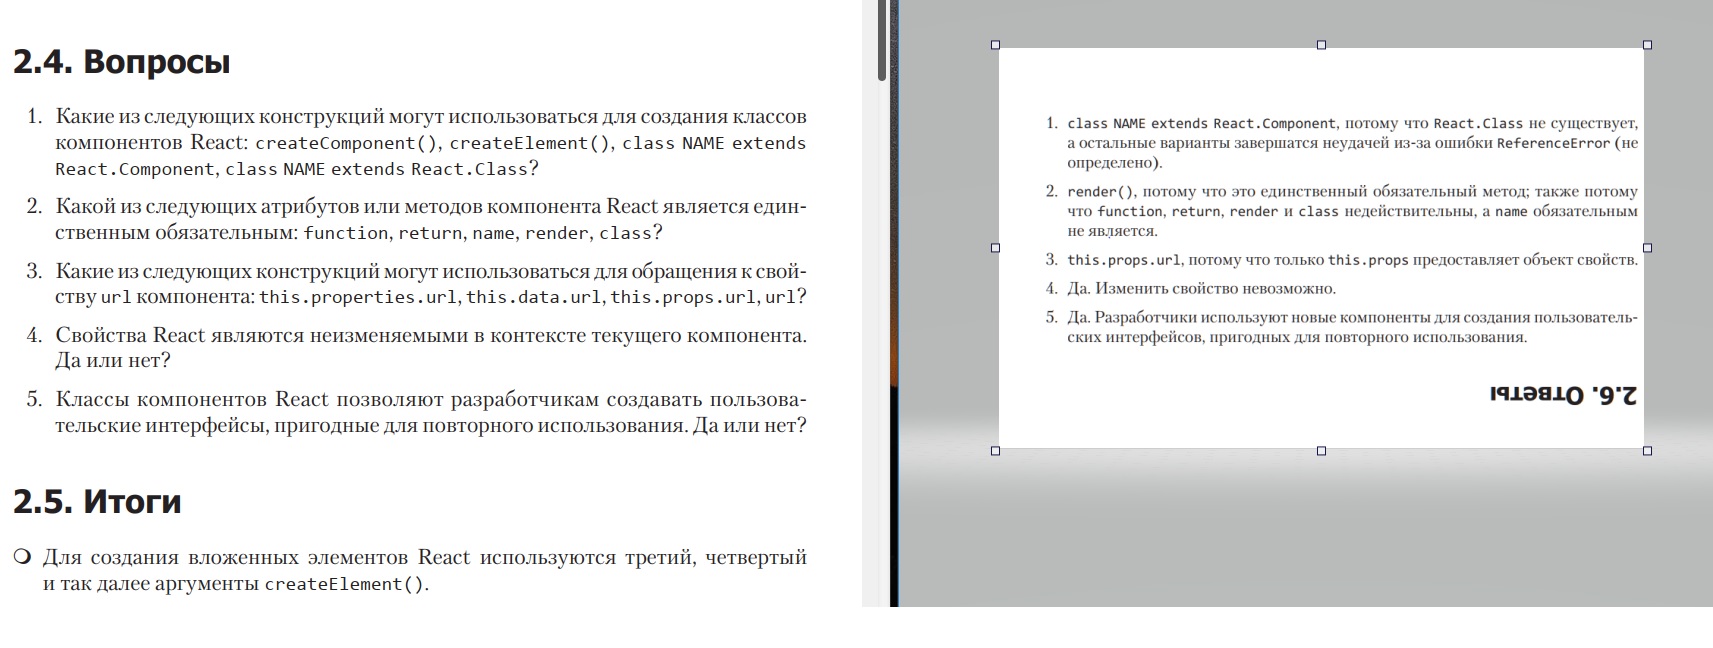 2.4. Вопросы
1. Какие из следующих конструкций могут использоваться для создания классов
компонентов React: createComponent(), createElement(), class NAME extends
React.Component, class NAME extends React.Class?
2. Какой из следующих атрибутов или методов компонента React является един-
ственным обязательным: function, return, name, render, class?
3. Какие из следующих конструкций могут использоваться для обращения к свой-
ству url компонента: this.properties.url, this.data.url, this.props.url, url?
4. Свойства React являются неизменяемыми в контексте текущего компонента.
Да или нет?
5. Классы компонентов React позволяют разработчикам создавать пользова-
тельские интерфейсы, пригодные для повторного использования. Да или нет?
2.5. Итоги
Для создания вложенных элементов React используются третий, четвертый
и так далее аргументы createElement().
1. class NAME extends React.Component, потому что React.Class не существует,
а остальные варианты завершатся неудачей из-за ошибки ReferenceError (не
определено).
2. render(), потому что это единственный обязательный метод; также потому
что function, return, render и class недействительны, а name обязательным
не является.
3. this.props.url, потому что только this.props предоставляет объект свойств.
4. Да. Изменить свойство невозможно.
5. Да. Разработчики используют новые компоненты для создания пользователь-
ских интерфейсов, пригодных для повторного использования.
2.6. Ответы